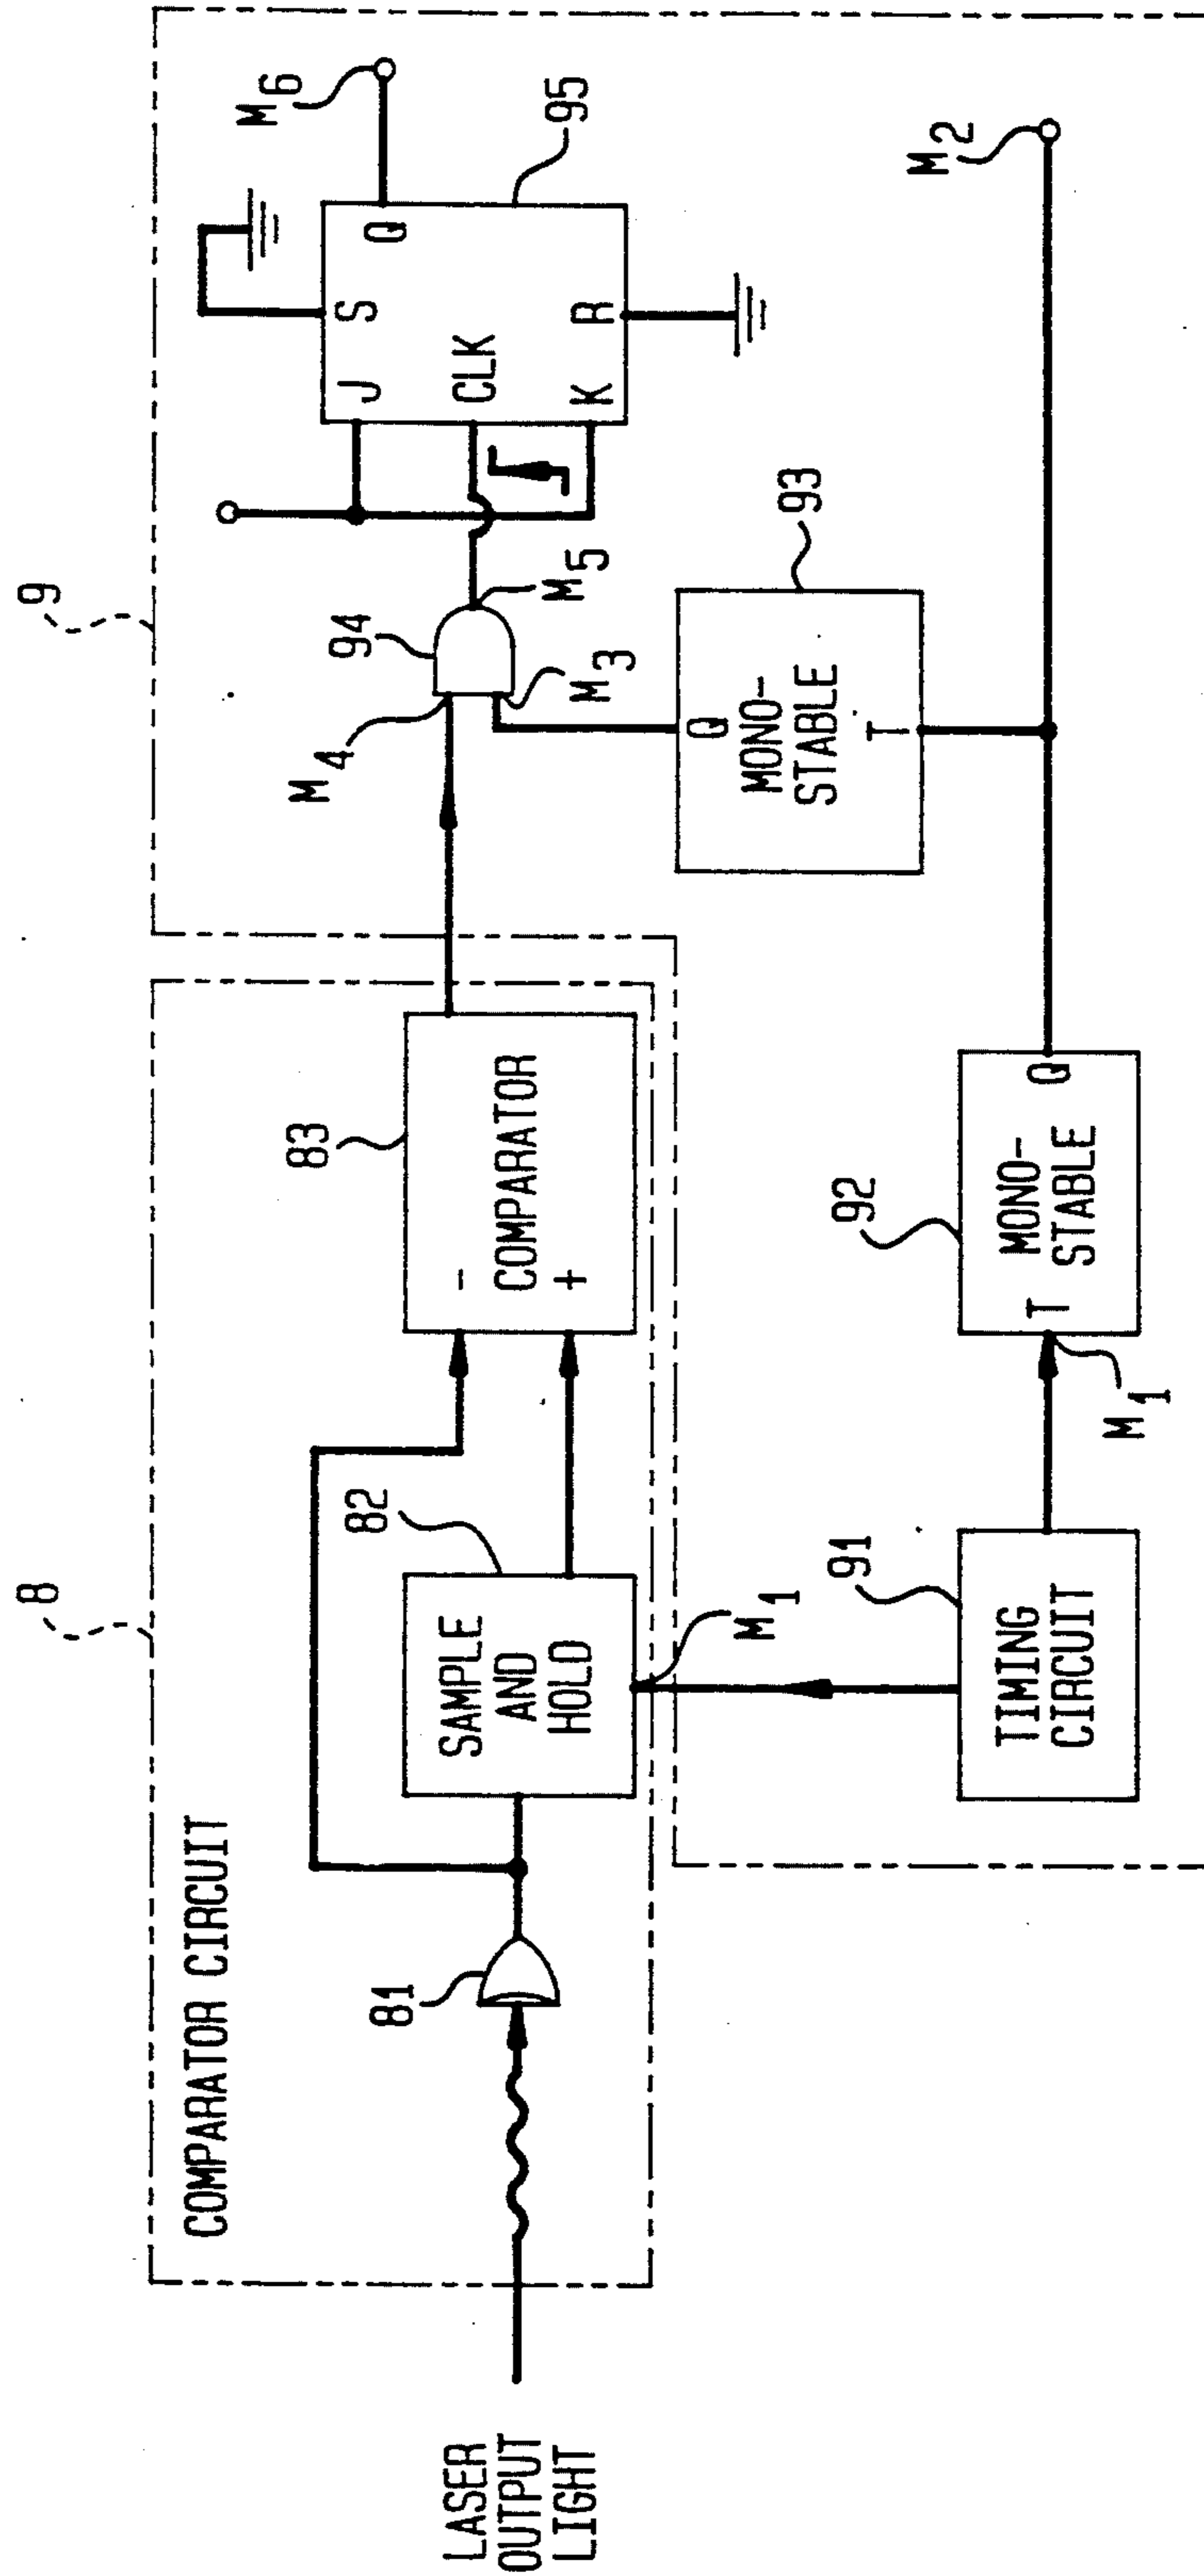 COMPARATOR CIRCUIT
8
9
LASER
OUTPUT
LIGHT
81
SAMPLE
AND
HOLD
82
M1
-
COMPARATOR
+
83
M4
94
M3
M5
J
S
Q
CLK
K
R
95
M6
TIMING
CIRCUIT
91
M1
T
MONO-
STABLE
Q
92
Q
MONO-
STABLE
T
93
M2